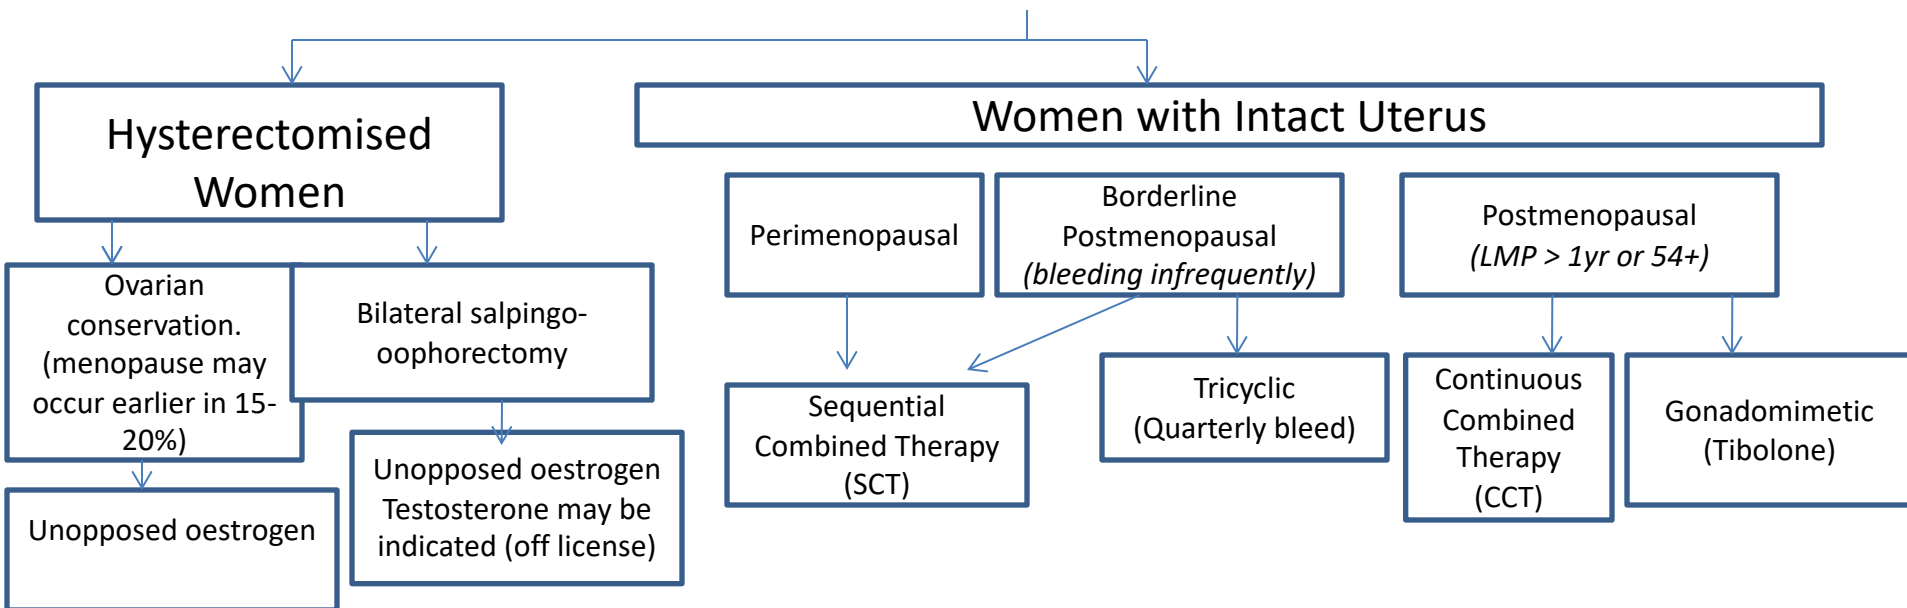 Hysterectomised
Women
Women with Intact Uterus
Ovarian
conservation.
(menopause may
occur earlier in 15-
20%)
Bilateral salpingo-
oophorectomy
Unopposed oestrogen
Unopposed oestrogen
Testosterone may be
indicated (off license)
Perimenopausal
Borderline
Postmenopausal
(bleeding infrequently)
Postmenopausal
(LMP > 1yr or 54+)
Sequential
Combined Therapy
(SCT)
Tricyclic
(Quarterly bleed)
Continuous
Combined
Therapy
(CCT)
Gonadomimetic
(Tibolone)